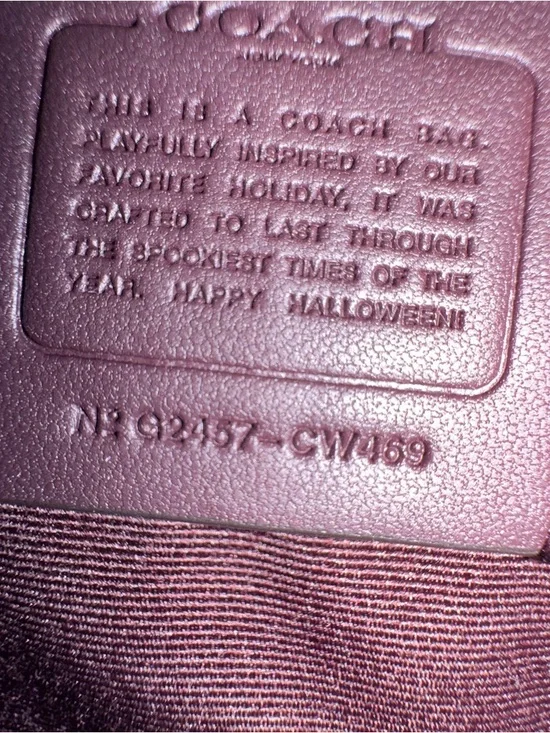 COACH
NEW YORK
THIS IS A COACH BAG.
PLAYFULLY INSPIRED BY OUR
FAVORITE HOLIDAY, IT WAS
CRAFTED TO LAST THROUGH
THE SPOOKIEST TIMES OF THE
YEAR. HAPPY HALLOWEEN!
Nº G2457-CW469